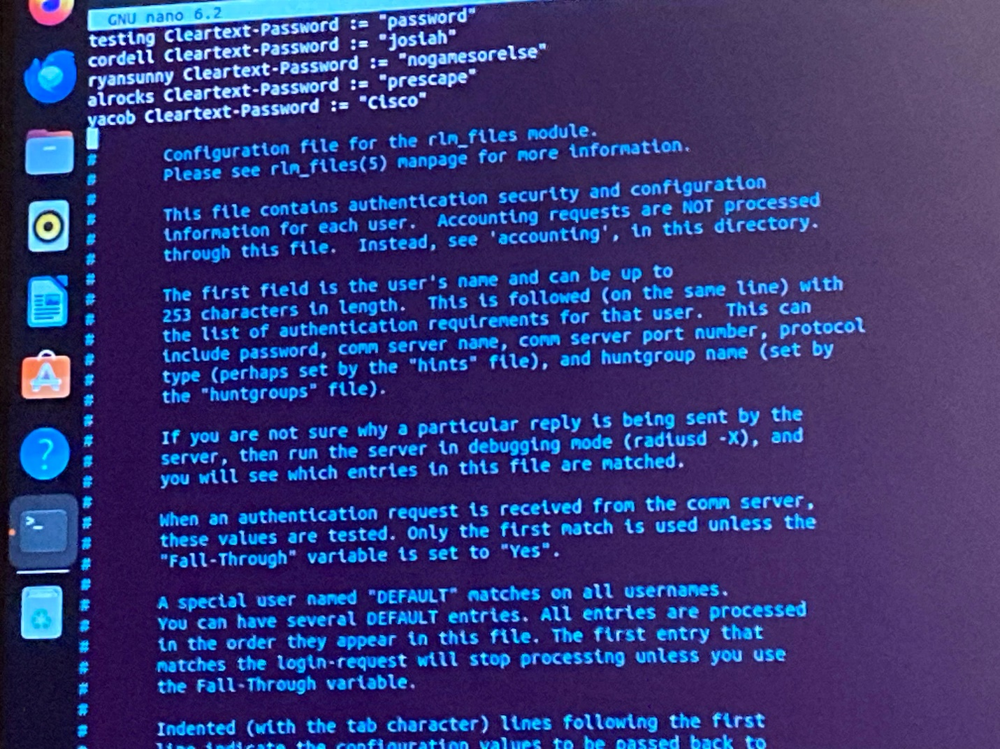 GNU nano 6.2
testing Cleartext-Password := "password"
cordell Cleartext-Password := "josiah"
ryansunny Cleartext-Password := "nogamesorelse"
alrocks Cleartext-Password := "prescape"
yacob Cleartext-Password := "Cisco"
#
# Configuration file for the rlm_files module.
# Please see rlm_files(5) manpage for more information.
#
# This file contains authentication security and configuration
# information for each user. Accounting requests are NOT processed
# through this file. Instead, see 'accounting', in this directory.
#
# The first field is the user's name and can be up to
# 253 characters in length. This is followed (on the same line) with
# the list of authentication requirements for that user. This can
# include password, comm server name, comm server port number, protocol
# type (perhaps set by the "hints" file), and huntgroup name (set by
# the "huntgroups" file).
#
# If you are not sure why a particular reply is being sent by the
# server, then run the server in debugging mode (radiusd -X), and
# you will see which entries in this file are matched.
#
# When an authentication request is received from the comm server,
# these values are tested. Only the first match is used unless the
# "Fall-Through" variable is set to "Yes".
#
# A special user named "DEFAULT" matches on all usernames.
# You can have several DEFAULT entries. All entries are processed
# in the order they appear in this file. The first entry that
# matches the login-request will stop processing unless you use
# the Fall-Through variable.
#
# Indented (with the tab character) lines following the first
line indicate the configuration values to be passed back to